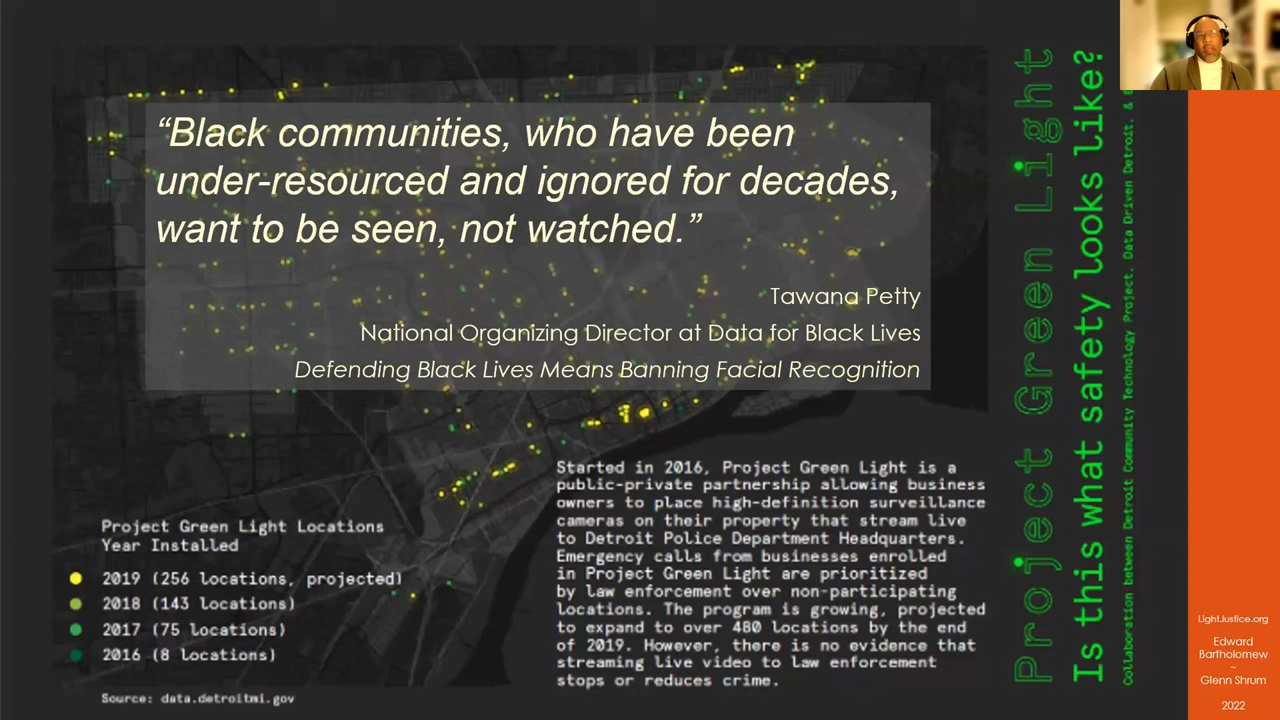 “Black communities, who have been
under-resourced and ignored for decades,
want to be seen, not watched.”
Tawana Petty
National Organizing Director at Data for Black Lives
Defending Black Lives Means Banning Facial Recognition
Project Green Light Locations
Year Installed
2019 (256 locations, projected)
2018 (143 locations)
2017 (75 locations)
2016 (8 locations)
Source: data.detroitmi.gov
Started in 2016, Project Green Light is a
public-private partnership allowing business
owners to place high-definition surveillance
cameras on their property that stream live
to Detroit Police Department Headquarters.
Emergency calls from businesses enrolled
in Project Green Light are prioritized
by law enforcement over non-participating
locations. The program is growing, projected
to expand to over 480 locations by the end
of 2019. However, there is no evidence that
streaming live video to law enforcement
stops or reduces crime.
Project Green Light
Is this what safety looks like?
Collaboration between Detroit Community Technology Project, Data Driven Detroit, &
LightJustice.org
Edward
Bartholomew
~
Glenn Shrum
2022